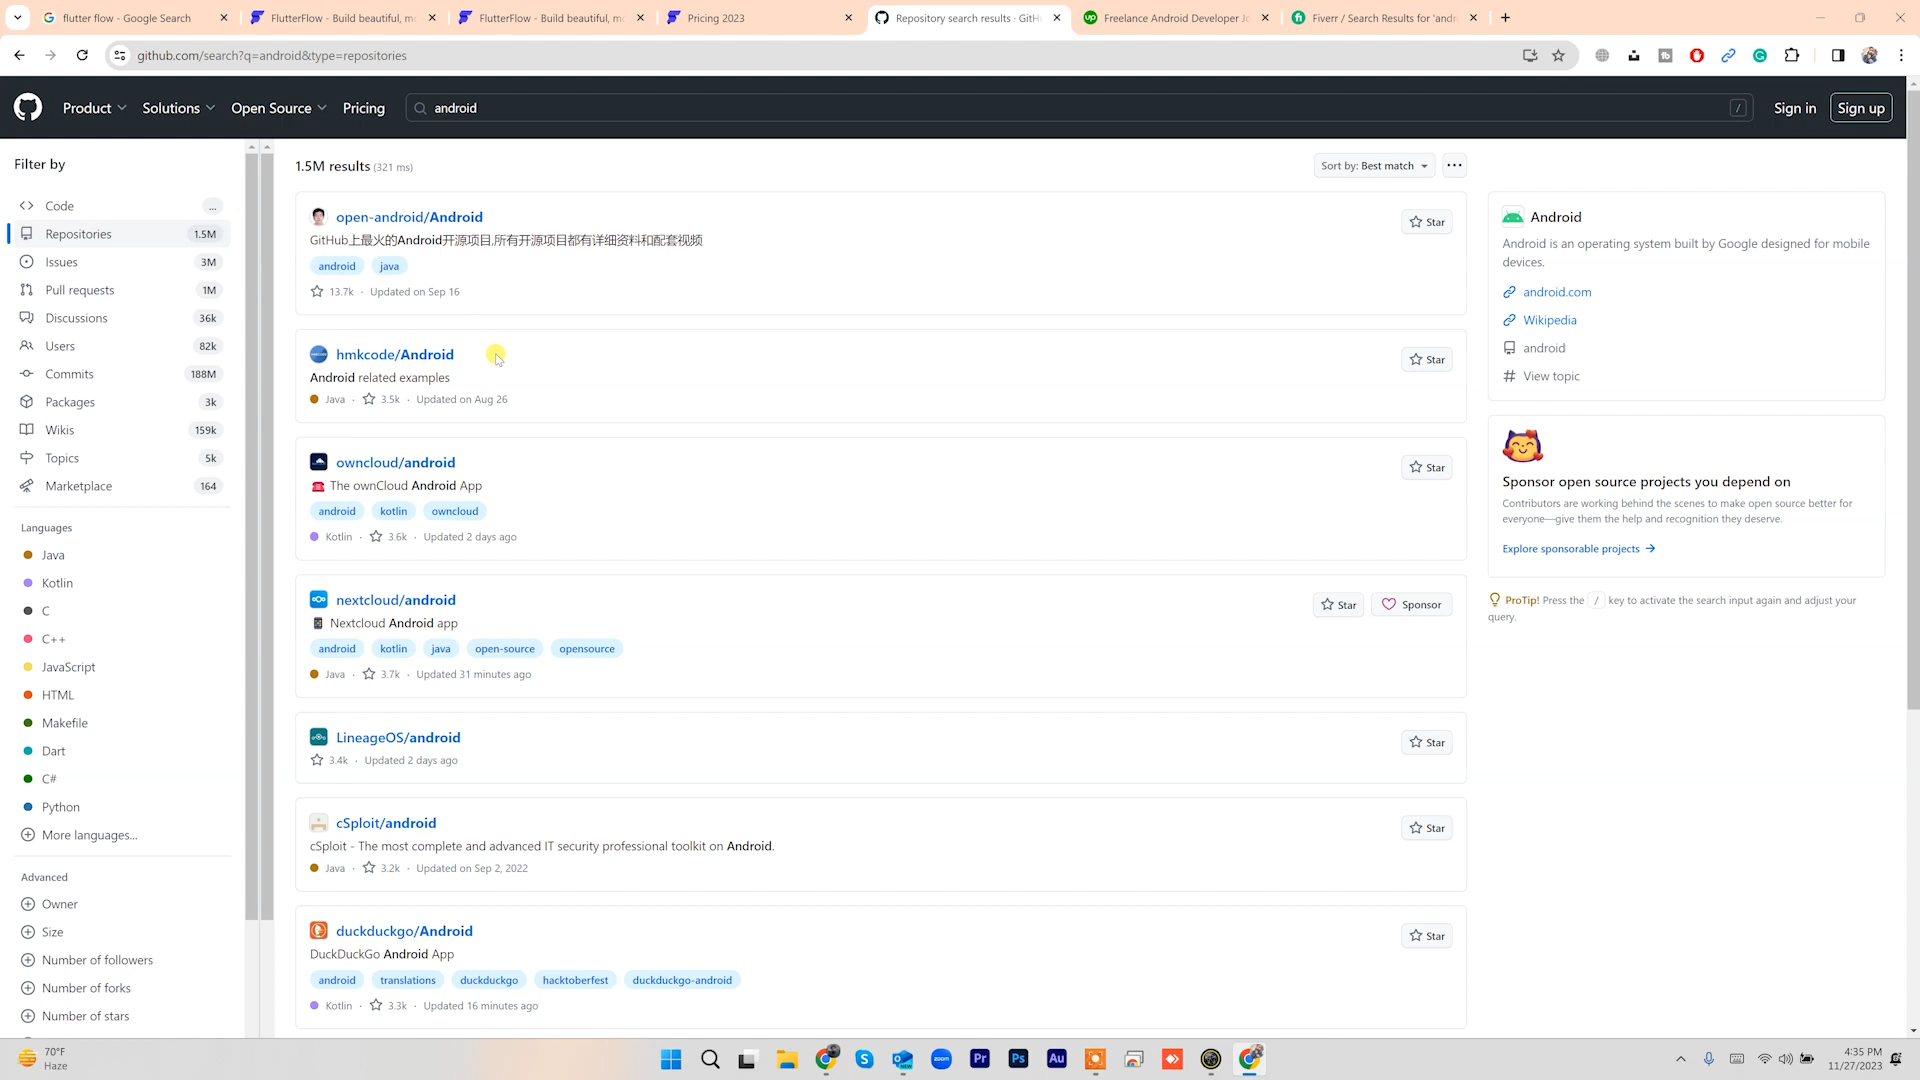 flutter flow - Google Search
FlutterFlow - Build beautiful, mo
FlutterFlow - Build beautiful, mo
Pricing 2023
Repository search results · GitHu
Freelance Android Developer Jo
Fiverr / Search Results for 'andr
github.com/search?q=android&type=repositories
Product
Solutions
Open Source
Pricing
android
/
Sign in
Sign up
Filter by
Code
...
Repositories
1.5M
Issues
3M
Pull requests
1M
Discussions
36k
Users
82k
Commits
188M
Packages
3k
Wikis
159k
Topics
5k
Marketplace
164
Languages
Java
Kotlin
C
C++
JavaScript
HTML
Makefile
Dart
C#
Python
More languages...
Advanced
Owner
Size
Number of followers
Number of forks
Number of stars
1.5M results (321 ms)
Sort by: Best match
open-android/Android
Star
GitHub上最火的Android开源项目,所有开源项目都有详细资料和配套视频
android java
13.7k · Updated on Sep 16
hmkcode/Android
Star
Android related examples
Java · 3.5k · Updated on Aug 26
owncloud/android
Star
The ownCloud Android App
android kotlin owncloud
Kotlin · 3.6k · Updated 2 days ago
nextcloud/android
Star
Sponsor
Nextcloud Android app
android kotlin java open-source opensource
Java · 3.7k · Updated 31 minutes ago
LineageOS/android
Star
3.4k · Updated 2 days ago
cSploit/android
Star
cSploit - The most complete and advanced IT security professional toolkit on Android.
Java · 3.2k · Updated on Sep 2, 2022
duckduckgo/Android
Star
DuckDuckGo Android App
android translations duckduckgo hacktoberfest duckduckgo-android
Kotlin · 3.3k · Updated 16 minutes ago
Android
Android is an operating system built by Google designed for mobile
devices.
android.com
Wikipedia
android
View topic
Sponsor open source projects you depend on
Contributors are working behind the scenes to make open source better for
everyone—give them the help and recognition they deserve.
Explore sponsorable projects →
ProTip! Press the / key to activate the search input again and adjust your
query.
70°F
Haze
zoom
Pr
Ps
Au
4:35 PM
11/27/2023